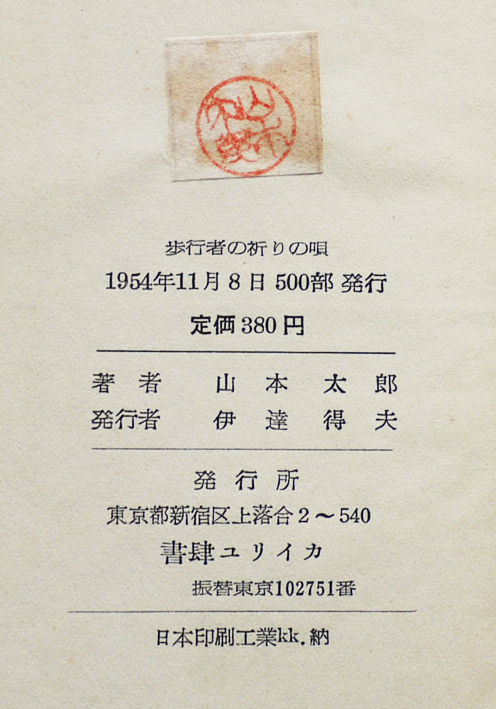 歩行者の祈りの唄
1954年11月8日 500部 発行
定価 380 円
著者 山本太郎
発行者 伊達得夫
発行所
東京都新宿区上落合2～540
書肆ユリイカ
振替東京102751番
日本印刷工業kk.納